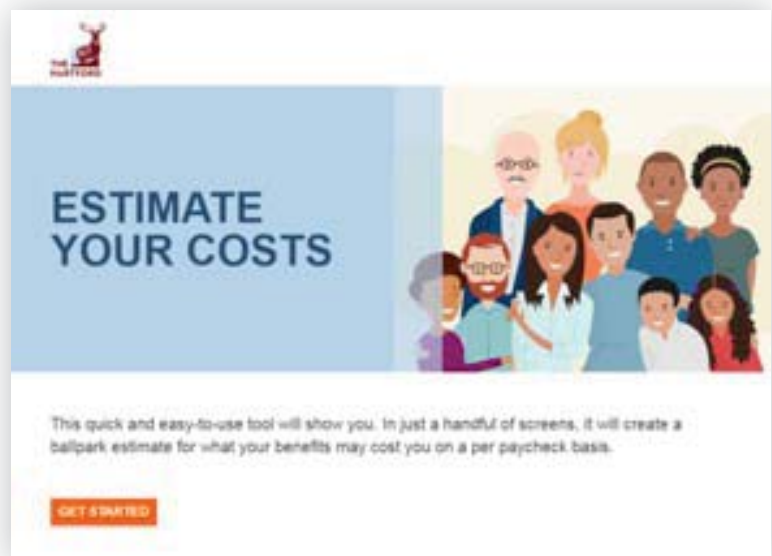 THE
HARTFORD
ESTIMATE
YOUR COSTS
This quick and easy-to-use tool will show you. In just a handful of screens, it will create a
ballpark estimate for what your benefits may cost you on a per paycheck basis.
GET STARTED